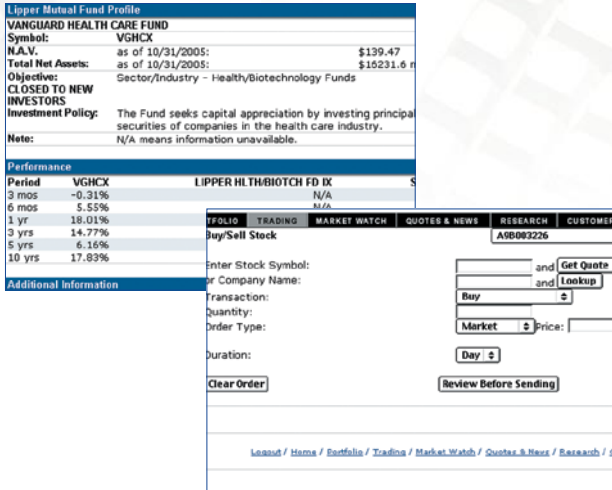 Lipper Mutual Fund Profile
VANGUARD HEALTH CARE FUND
Symbol: VGHCX
N.A.V. as of 10/31/2005: $139.47
Total Net Assets: as of 10/31/2005: $16231.6
Objective: Sector/Industry - Health/Biotechnology Funds
CLOSED TO NEW
INVESTORS
Investment Policy: The Fund seeks capital appreciation by investing principal
securities of companies in the health care industry.
Note: N/A means information unavailable.
Performance
Period VGHCX LIPPER HLTH/BIOTCH FD IX S
3 mos -0.31% N/A
6 mos 5.55% N/A
1 yr 18.01%
3 yrs 14.77%
5 yrs 6.16%
10 yrs 17.83%
Additional Information
TFOLIO TRADING MARKET WATCH QUOTES & NEWS RESEARCH CUSTOMER
Buy/Sell Stock A9B003226
Enter Stock Symbol: and Get Quote
or Company Name: and Lookup
Transaction: Buy
Quantity:
Order Type: Market Price:
Duration: Day
Clear Order Review Before Sending
Logout / Home / Portfolio / Trading / Market Watch / Quotes & News / Research /